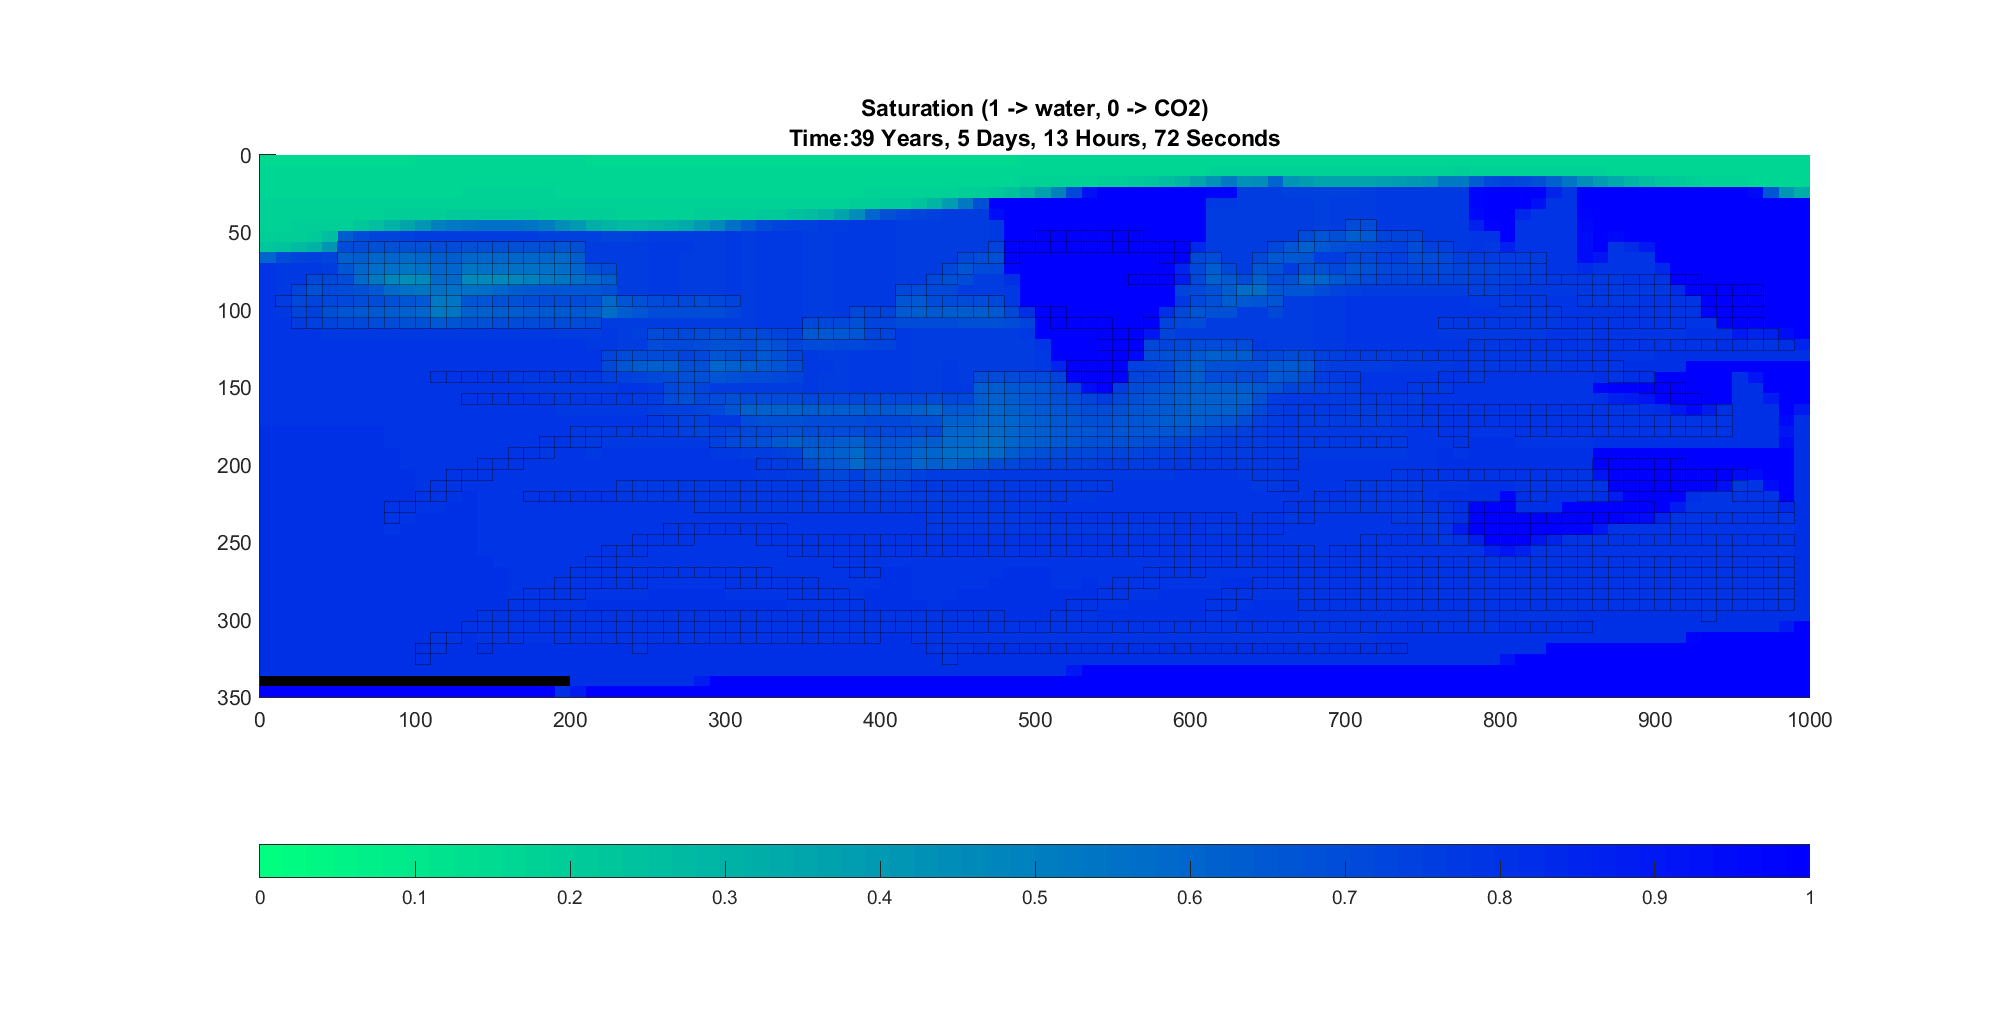 Saturation (1 -> water, 0 -> CO2)
Time:39 Years, 5 Days, 13 Hours, 72 Seconds
0
50
100
150
200
250
300
350
0 100 200 300 400 500 600 700 800 900 1000
0 0.1 0.2 0.3 0.4 0.5 0.6 0.7 0.8 0.9 1